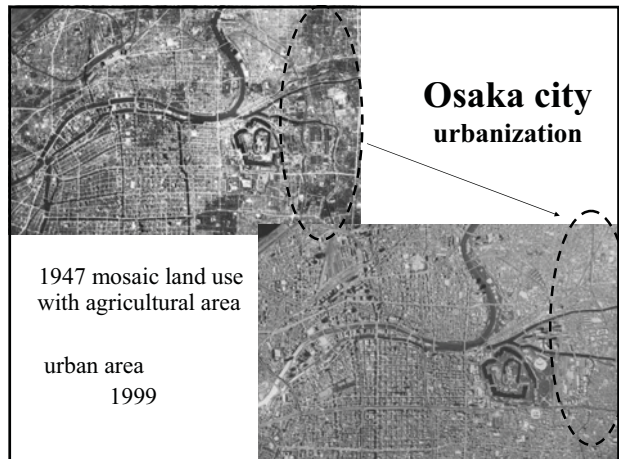 Osaka city
urbanization
1947 mosaic land use
with agricultural area
urban area
1999